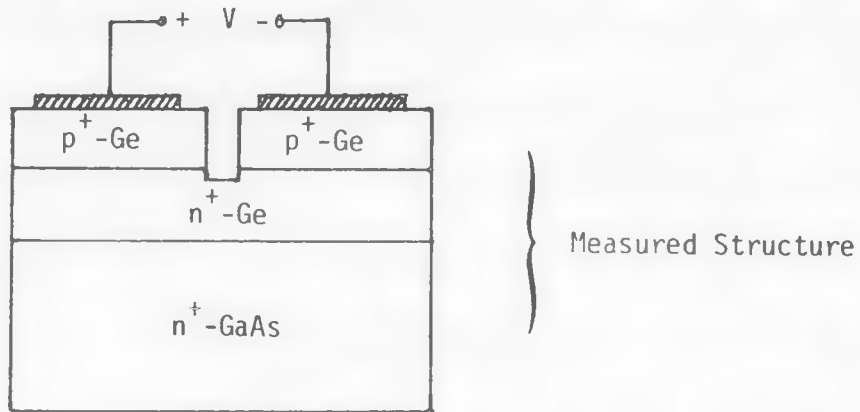 + V -
p⁺-Ge p⁺-Ge
n⁺-Ge
Measured Structure
n⁺-GaAs